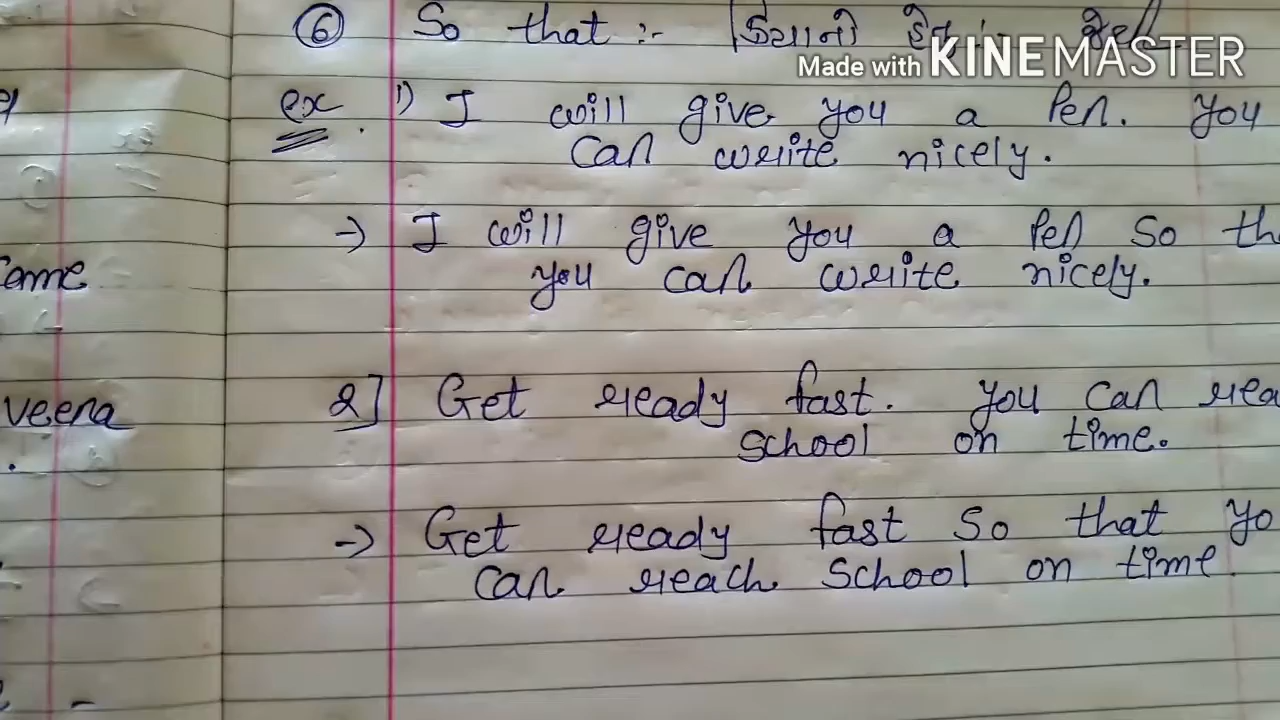 ⑥ So that :- ક્રિયાનો હેતુ
Made with KINEMASTER
ex. 1) I will give you a Pen. You
can write nicely.
→ I will give you a Pen so th
you can write nicely.
ame
veena
2] Get ready fast. You can rea
school on time.
→ Get ready fast so that yo
can reach school on time.